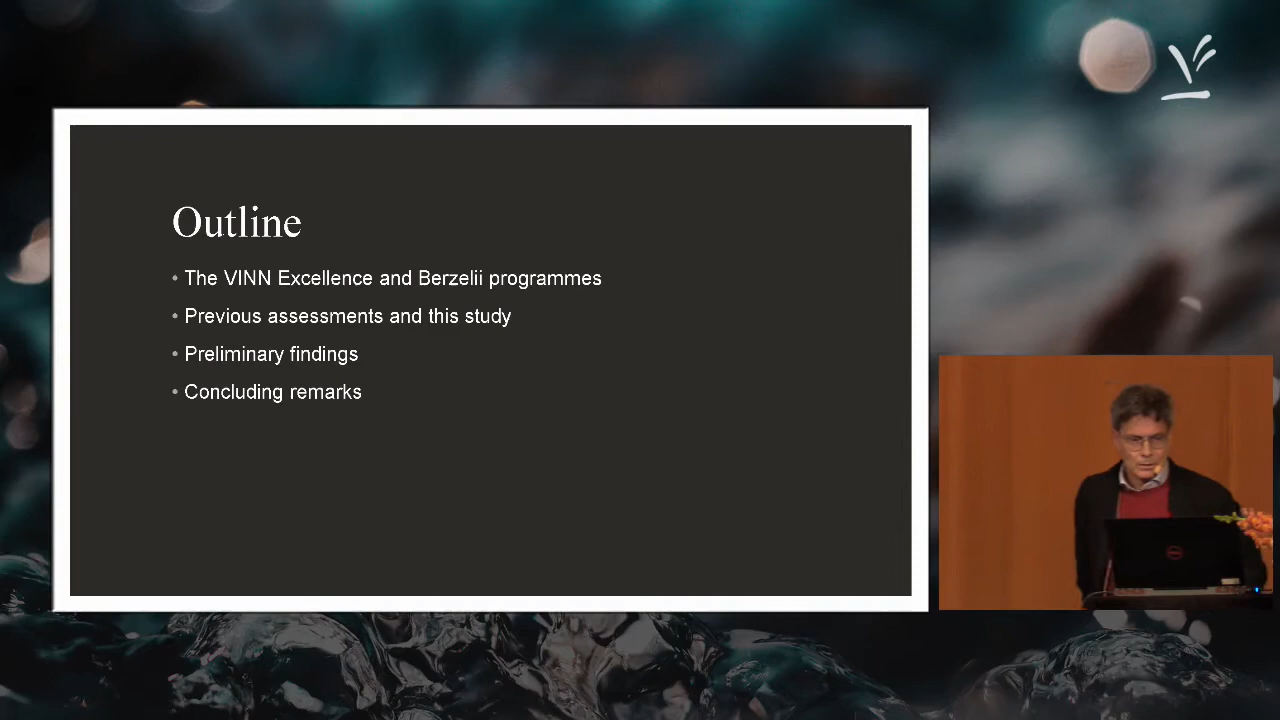 Outline
• The VINN Excellence and Berzelii programmes
• Previous assessments and this study
• Preliminary findings
• Concluding remarks